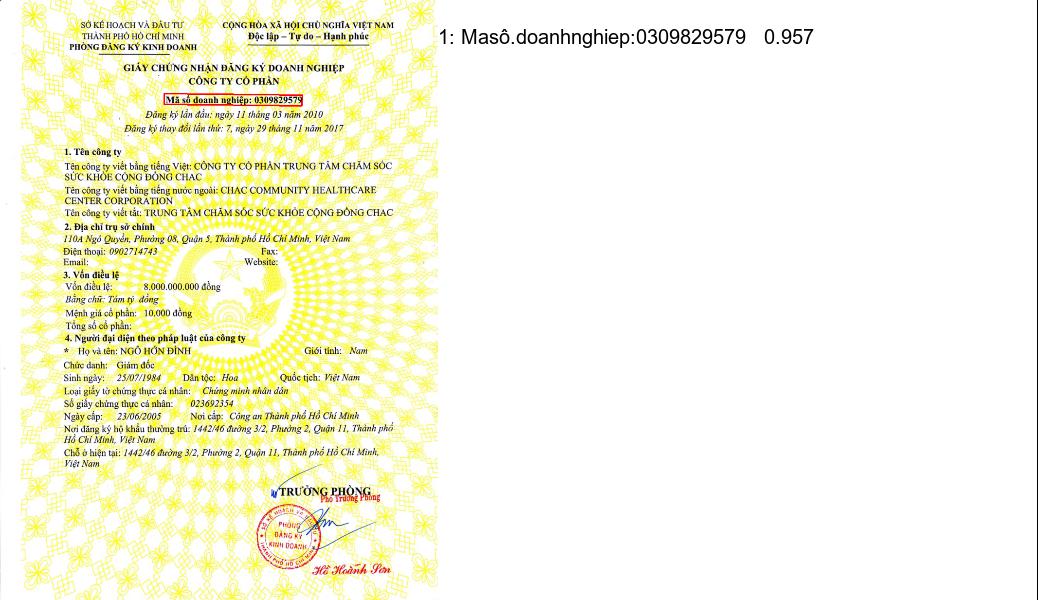 SỞ KẾ HOẠCH VÀ ĐẦU TƯ
THÀNH PHỐ HỒ CHÍ MINH
PHÒNG ĐĂNG KÝ KINH DOANH
CỘNG HÒA XÃ HỘI CHỦ NGHĨA VIỆT NAM
Độc lập – Tự do – Hạnh phúc
1: Masô.doanhnghiep:0309829579 0.957
GIẤY CHỨNG NHẬN ĐĂNG KÝ DOANH NGHIỆP
CÔNG TY CỔ PHẦN
Mã số doanh nghiệp: 0309829579
Đăng ký lần đầu: ngày 11 tháng 03 năm 2010
Đăng ký thay đổi lần thứ: 7, ngày 29 tháng 11 năm 2017
1. Tên công ty
Tên công ty viết bằng tiếng Việt: CÔNG TY CỔ PHẦN TRUNG TÂM CHĂM SÓC
SỨC KHỎE CỘNG ĐỒNG CHAC
Tên công ty viết bằng tiếng nước ngoài: CHAC COMMUNITY HEALTHCARE
CENTER CORPORATION
Tên công ty viết tắt: TRUNG TÂM CHĂM SÓC SỨC KHỎE CỘNG ĐỒNG CHAC
2. Địa chỉ trụ sở chính
110A Ngô Quyền, Phường 08, Quận 5, Thành phố Hồ Chí Minh, Việt Nam
Điện thoại: 0902714743 Fax:
Email: Website:
3. Vốn điều lệ
Vốn điều lệ: 8.000.000.000 đồng
Bằng chữ: Tám tỷ đồng
Mệnh giá cổ phần: 10.000 đồng
Tổng số cổ phần:
4. Người đại diện theo pháp luật của công ty
* Họ và tên: NGÔ HỚN ĐÌNH Giới tính: Nam
Chức danh: Giám đốc
Sinh ngày: 25/07/1984 Dân tộc: Hoa Quốc tịch: Việt Nam
Loại giấy tờ chứng thực cá nhân: Chứng minh nhân dân
Số giấy chứng thực cá nhân: 023692354
Ngày cấp: 23/06/2005 Nơi cấp: Công an Thành phố Hồ Chí Minh
Nơi đăng ký hộ khẩu thường trú: 1442/46 đường 3/2, Phường 2, Quận 11, Thành phố
Hồ Chí Minh, Việt Nam
Chỗ ở hiện tại: 1442/46 đường 3/2, Phường 2, Quận 11, Thành phố Hồ Chí Minh,
Việt Nam
TRƯỞNG PHÒNG
Phó Trưởng Phòng
SỞ KẾ HOẠCH VÀ ĐẦU TƯ
PHÒNG
ĐĂNG KÝ
KINH DOANH
THÀNH PHỐ HỒ CHÍ MINH
Hồ Hoành Sơn